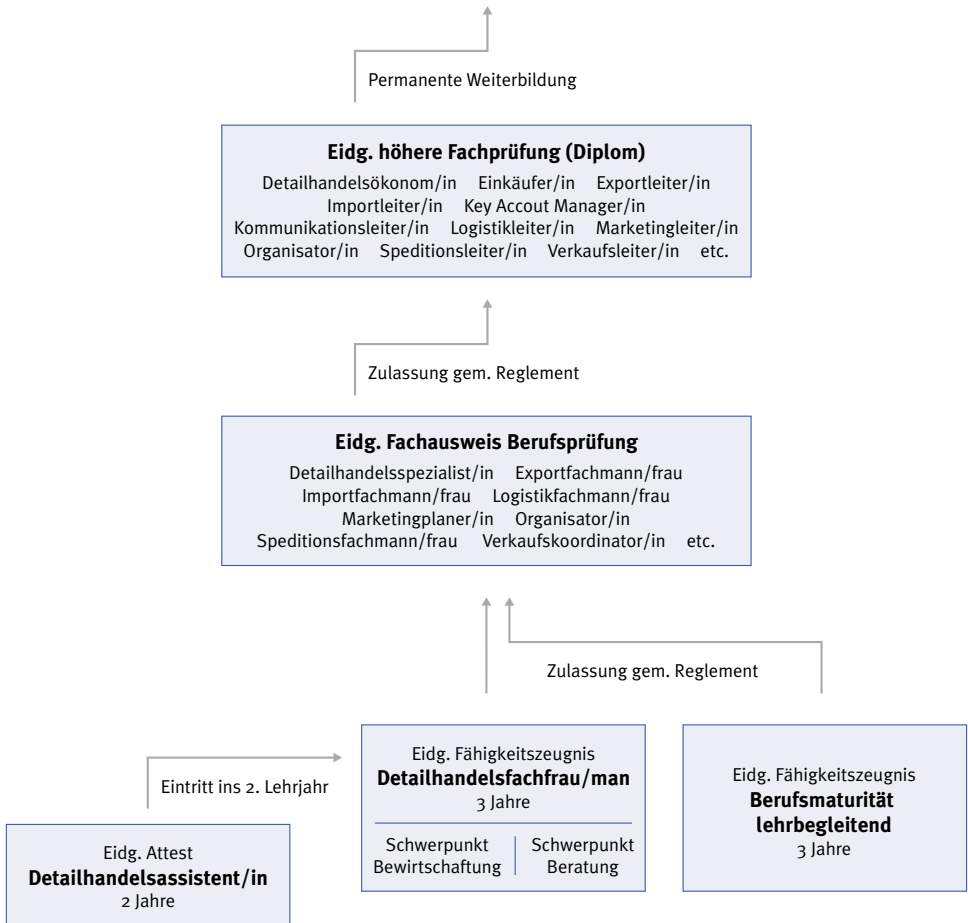 Permanente Weiterbildung
Eidg. höhere Fachprüfung (Diplom)
Detailhandelsökonom/in Einkäufer/in Exportleiter/in
Importleiter/in Key Accout Manager/in
Kommunikationsleiter/in Logistikleiter/in Marketingleiter/in
Organisator/in Speditionsleiter/in Verkaufsleiter/in etc.
Zulassung gem. Reglement
Eidg. Fachausweis Berufsprüfung
Detailhandelsspezialist/in Exportfachmann/frau
Importfachmann/frau Logistikfachmann/frau
Marketingplaner/in Organisator/in
Speditionsfachmann/frau Verkaufskoordinator/in etc.
Zulassung gem. Reglement
Eintritt ins 2. Lehrjahr
Eidg. Attest
Detailhandelsassistent/in
2 Jahre
Eidg. Fähigkeitszeugnis
Detailhandelsfachfrau/man
3 Jahre
Schwerpunkt
Bewirtschaftung
Schwerpunkt
Beratung
Eidg. Fähigkeitszeugnis
Berufsmaturität
lehrbegleitend
3 Jahre